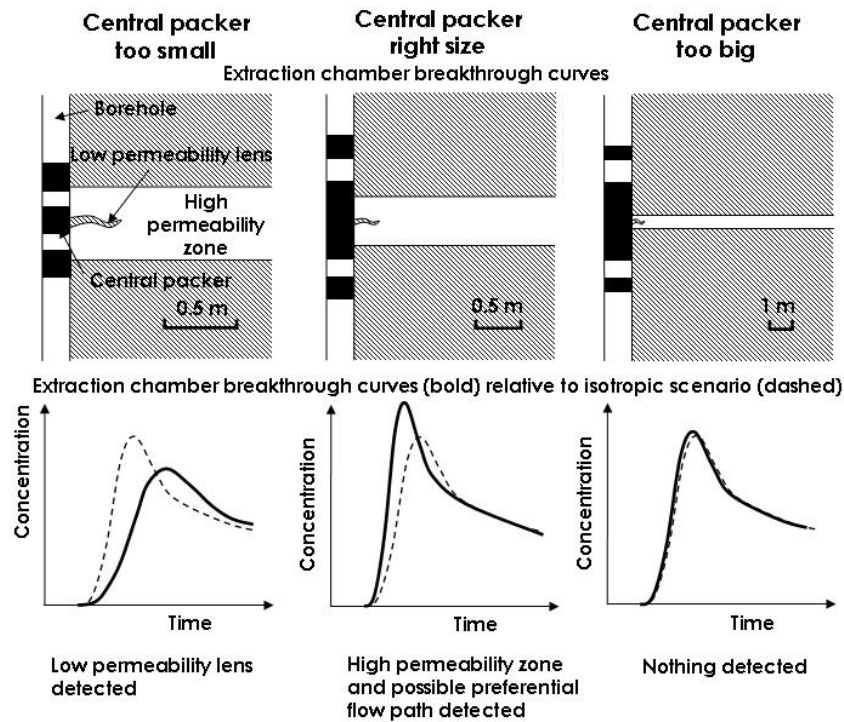 Central packer
too small
Central packer
right size
Central packer
too big
Extraction chamber breakthrough curves
Borehole
Low permeability lens
High
permeability
zone
Central packer
0.5 m
0.5 m
1 m
Extraction chamber breakthrough curves (bold) relative to isotropic scenario (dashed)
Concentration
Time
Concentration
Time
Concentration
Time
Low permeability lens
detected
High permeability zone
and possible preferential
flow path detected
Nothing detected